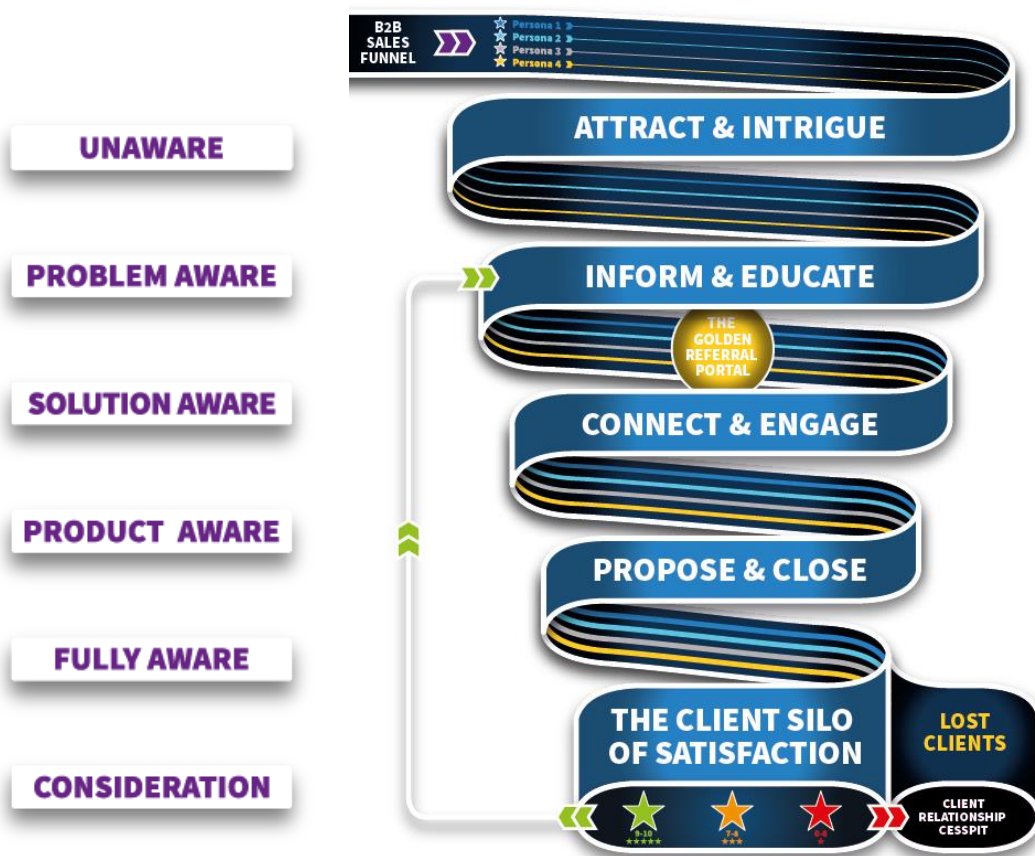 B2B
SALES
FUNNEL
Persona 1
Persona 2
Persona 3
Persona 4
UNAWARE
ATTRACT & INTRIGUE
PROBLEM AWARE
INFORM & EDUCATE
THE
GOLDEN
REFERRAL
PORTAL
SOLUTION AWARE
CONNECT & ENGAGE
PRODUCT AWARE
PROPOSE & CLOSE
FULLY AWARE
THE CLIENT SILO
OF SATISFACTION
LOST
CLIENTS
CONSIDERATION
9-10
7-8
0-6
CLIENT
RELATIONSHIP
CESSPIT